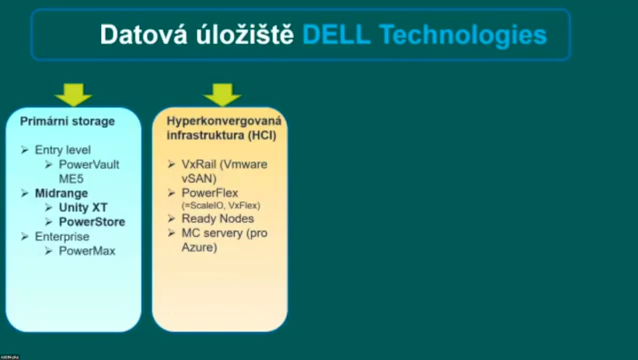 Datová úložiště DELL Technologies
Primární storage
Entry level
PowerVault
ME5
Midrange
Unity XT
PowerStore
Enterprise
PowerMax
Hyperkonvergovaná
infrastruktura (HCI)
VxRail (Vmware
vSAN)
PowerFlex
(=ScaleIO, VxFlex)
Ready Nodes
MC servery (pro
Azure)